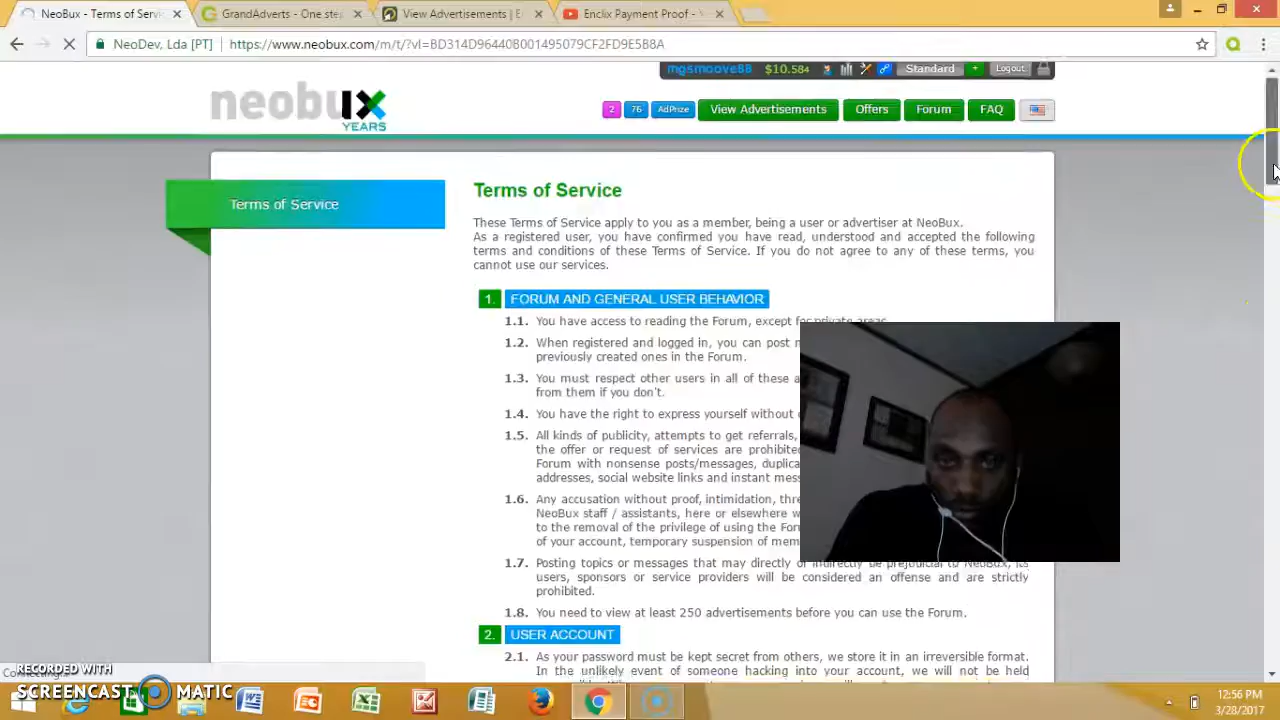 NeoBux - Terms of Servic
GrandAdverts - One step
View Advertisements | E
Enclix Payment Proof -
NeoDev, Lda [PT]
https://www.neobux.com/m/t/?vl=BD314D96440B001495079CF2FD9E5B8A
mgsmoove88 $10.584 Standard + Logout
neobux
YEARS
2 76 AdPrize View Advertisements Offers Forum FAQ
Terms of Service
Terms of Service
These Terms of Service apply to you as a member, being a user or advertiser at NeoBux.
As a registered user, you have confirmed you have read, understood and accepted the following
terms and conditions of these Terms of Service. If you do not agree to any of these terms, you
cannot use our services.
1. FORUM AND GENERAL USER BEHAVIOR
1.1. You have access to reading the Forum, except for private areas.
1.2. When registered and logged in, you can post
previously created ones in the Forum.
1.3. You must respect other users in all of these
from them if you don't.
1.4. You have the right to express yourself without
1.5. All kinds of publicity, attempts to get referrals,
the offer or request of services are prohibited
Forum with nonsense posts/messages,
addresses, social website links and instant
1.6. Any accusation without proof, intimidation,
NeoBux staff / assistants, here or elsewhere
to the removal of the privilege of using the
of your account, temporary suspension of
1.7. Posting topics or messages that may directly or indirectly be prejudicial to NeoBux, its
users, sponsors or service providers will be considered an offense and are strictly
prohibited.
1.8. You need to view at least 250 advertisements before you can use the Forum.
2. USER ACCOUNT
2.1. As your password must be kept secret from others, we store it in an irreversible format.
In the unlikely event of someone hacking into your account, we will not be held
Connecting...
RECORDED WITH
SCREENCAST MATIC
12:56 PM
3/28/2017